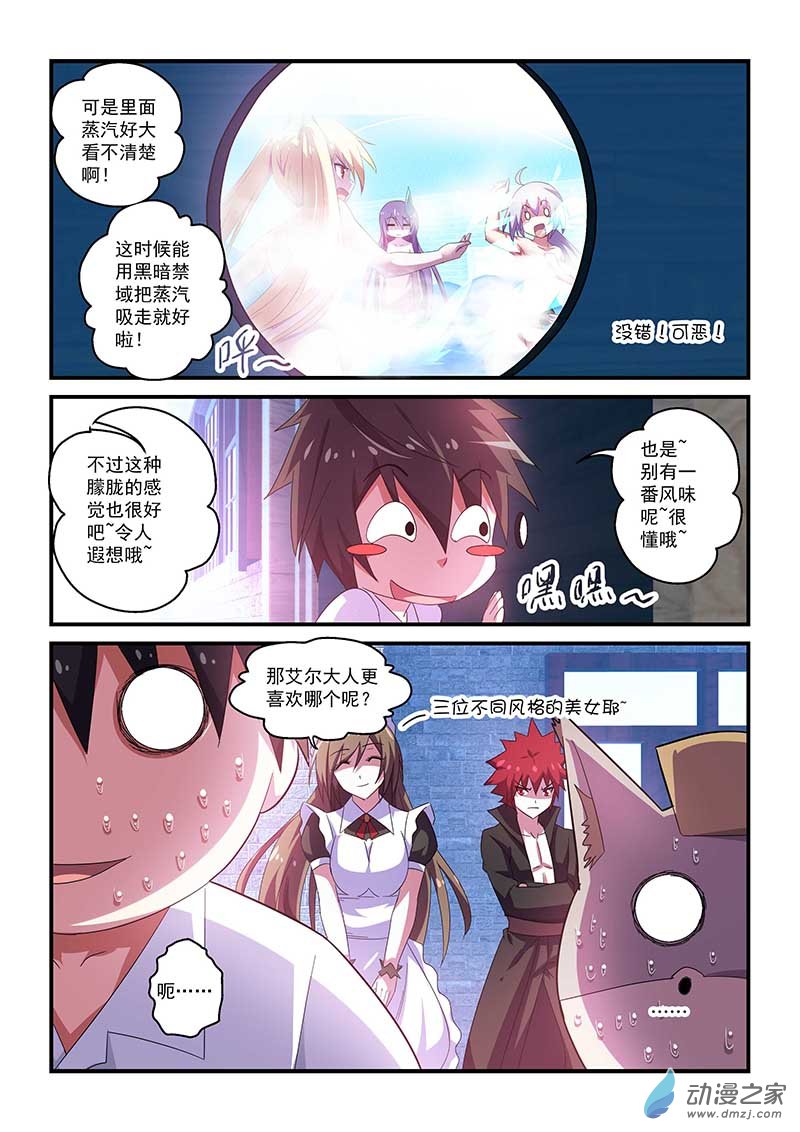 可是里面
蒸汽好大
看不清楚
啊！
这时候能
用黑暗禁
域把蒸汽
吸走就好
啦！
呼~
没错！可恶！
不过这种
朦胧的感
觉也很好
吧~令人
遐想哦~
也是~
别有一
番风味
呢~很
懂哦~
嘿嘿~
那艾尔大人更
喜欢哪个呢？
三位不同风格的美女耶~
呃……
……
动漫之家
www.dmzj.com